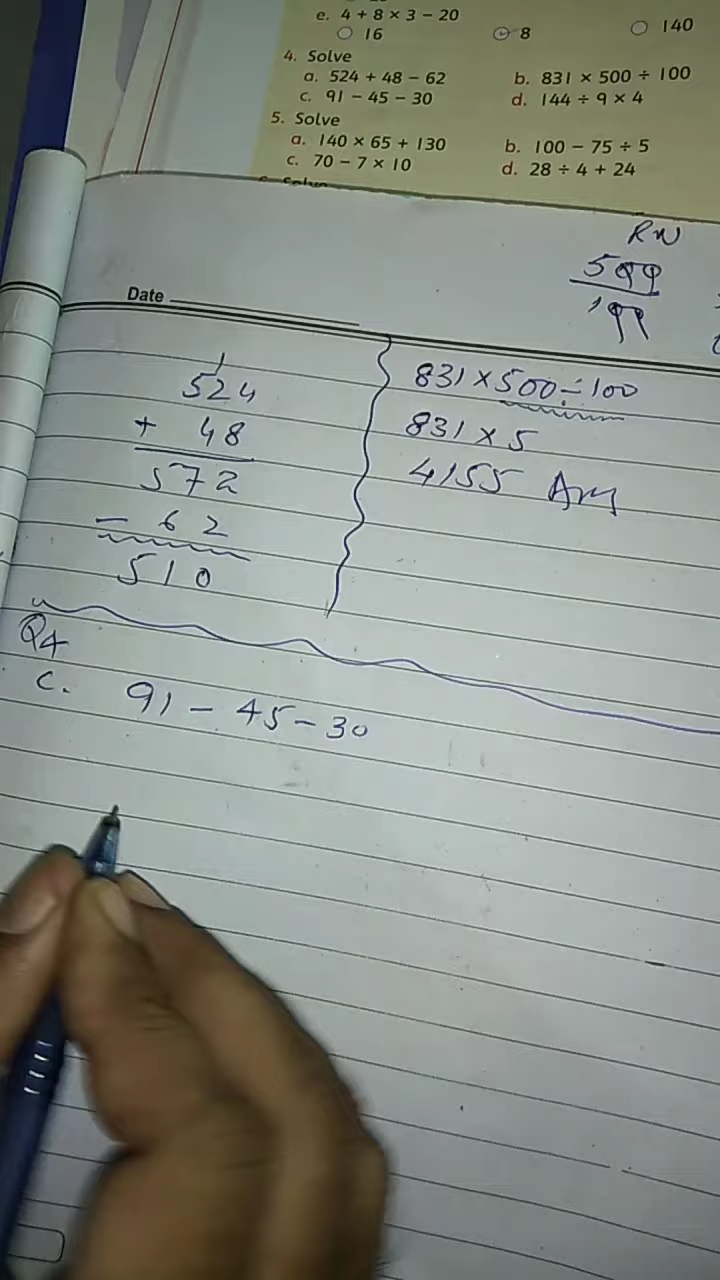 e. 4 + 8 × 3 – 20
16 8 140
4. Solve
a. 524 + 48 – 62 b. 831 × 500 ÷ 100
c. 91 – 45 – 30 d. 144 ÷ 9 × 4
5. Solve
a. 140 × 65 + 130 b. 100 – 75 ÷ 5
c. 70 – 7 × 10 d. 28 ÷ 4 + 24
Solve
RW
599
199
Date
1
524
+ 48
572
– 62
510
831 × 500 ÷ 100
831 × 5
4155 Ans
Q4
c. 91 – 45 – 30